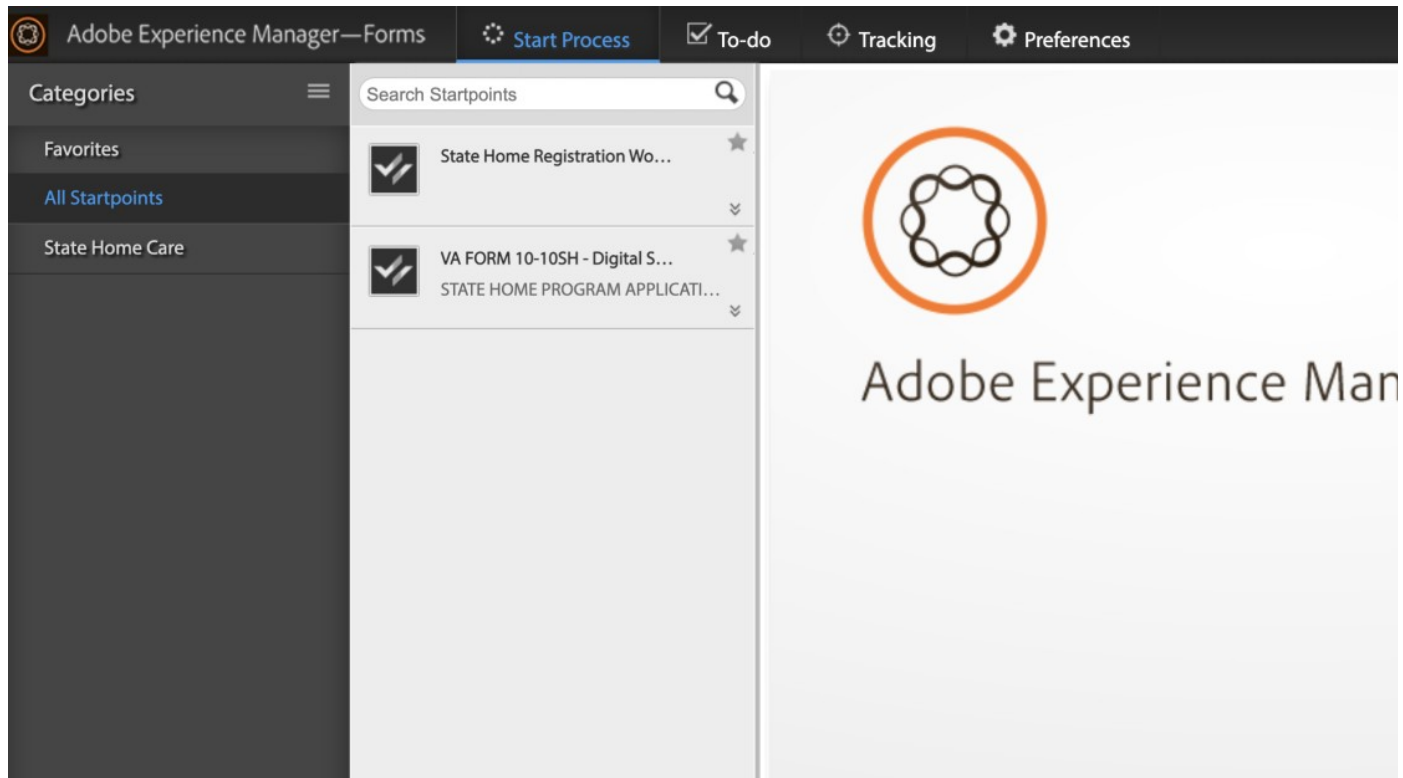 Adobe Experience Manager—Forms
Start Process
To-do
Tracking
Preferences
Categories
Favorites
All Startpoints
State Home Care
Search Startpoints
State Home Registration Wo...
VA FORM 10-10SH - Digital S...
STATE HOME PROGRAM APPLICATI...
Adobe Experience Man